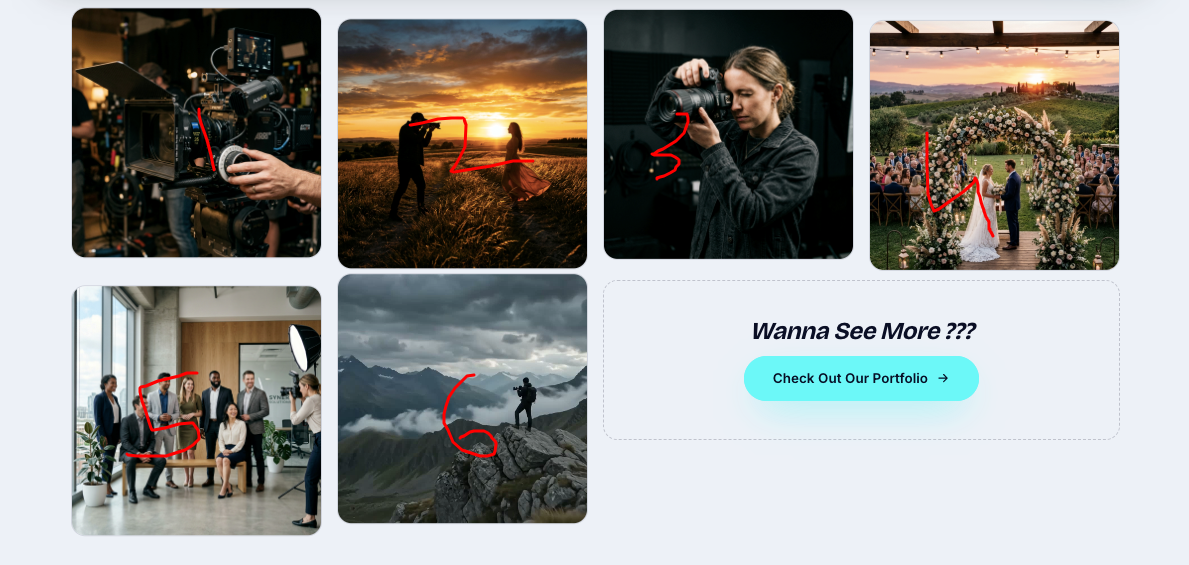 1 2 3 4
5 6
Wanna See More ???
Check Out Our Portfolio →